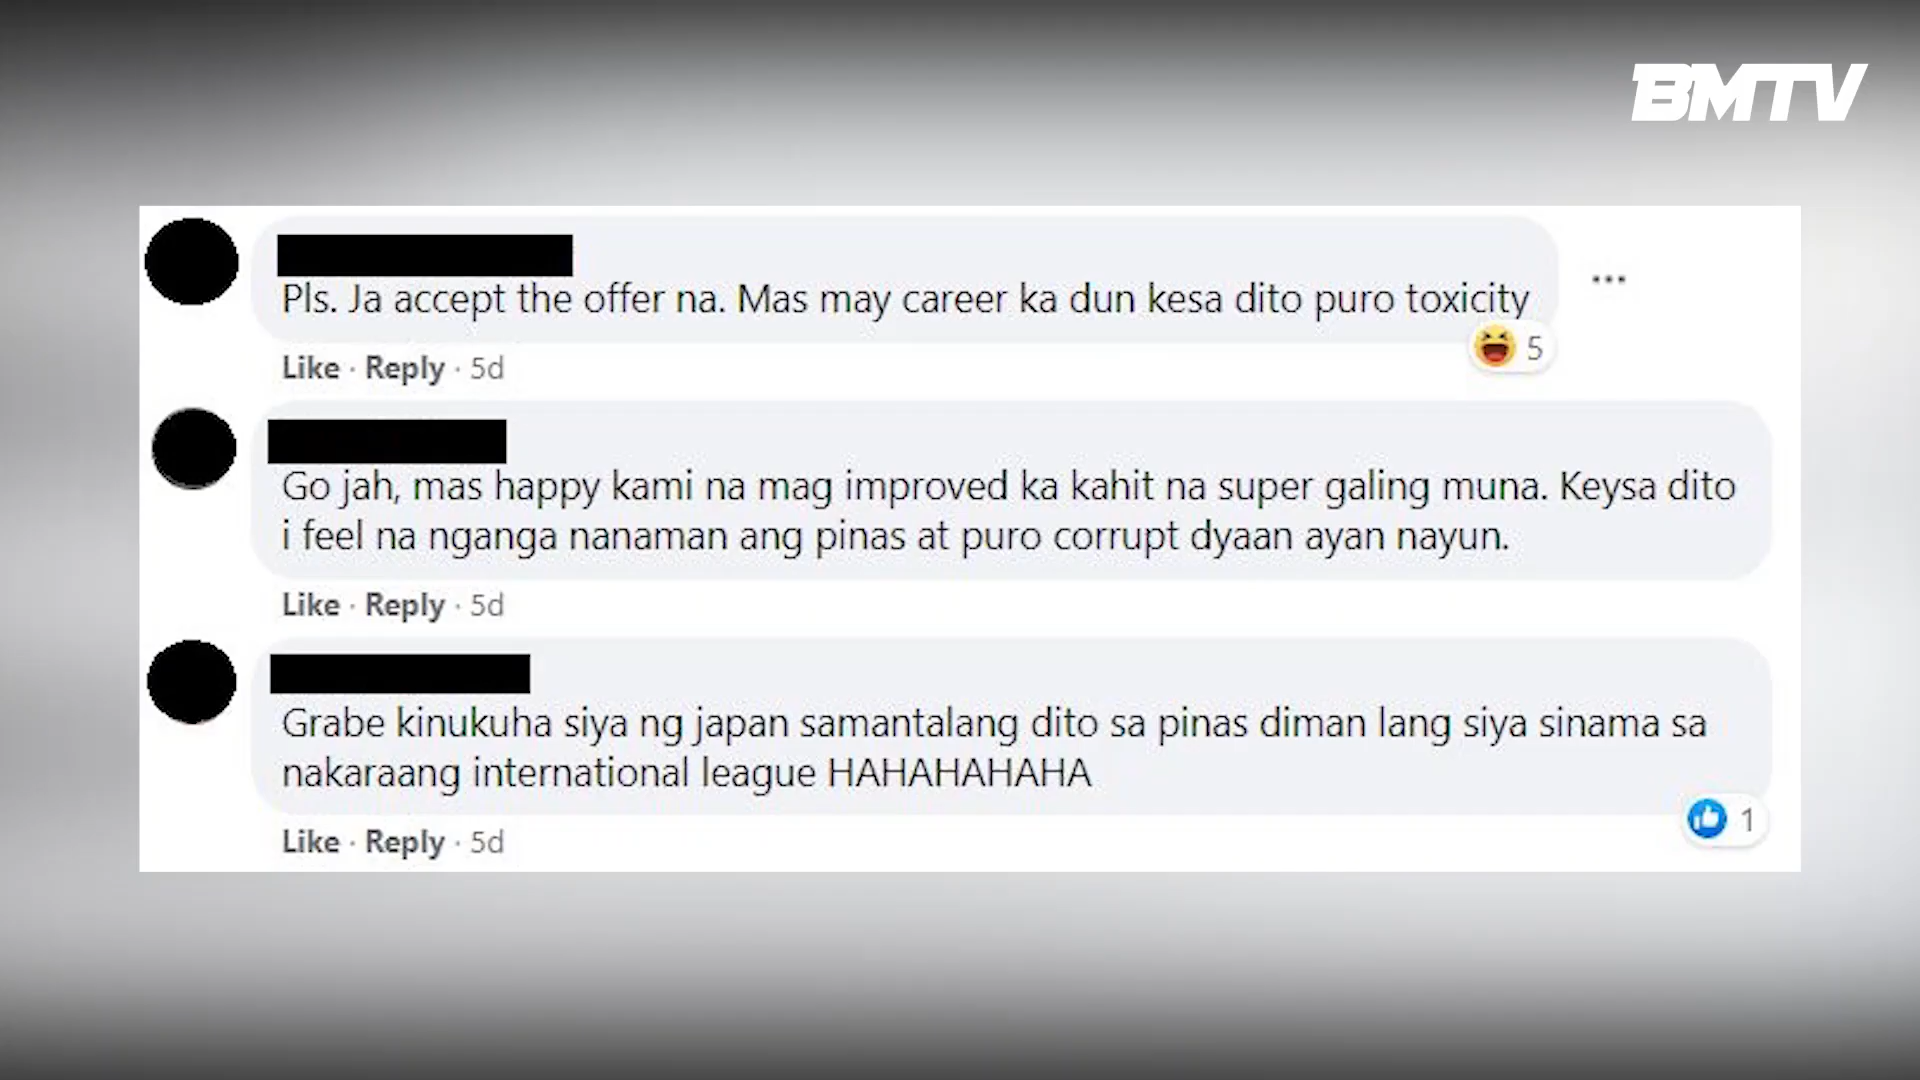 BMTV
Pls. Ja accept the offer na. Mas may career ka dun kesa dito puro toxicity
5
Like · Reply · 5d
Go jah, mas happy kami na mag improved ka kahit na super galing muna. Keysa dito
i feel na nganga nanaman ang pinas at puro corrupt dyaan ayan nayun.
Like · Reply · 5d
Grabe kinukuha siya ng japan samantalang dito sa pinas diman lang siya sinama sa
nakaraang international league HAHAHAHAHA
1
Like · Reply · 5d